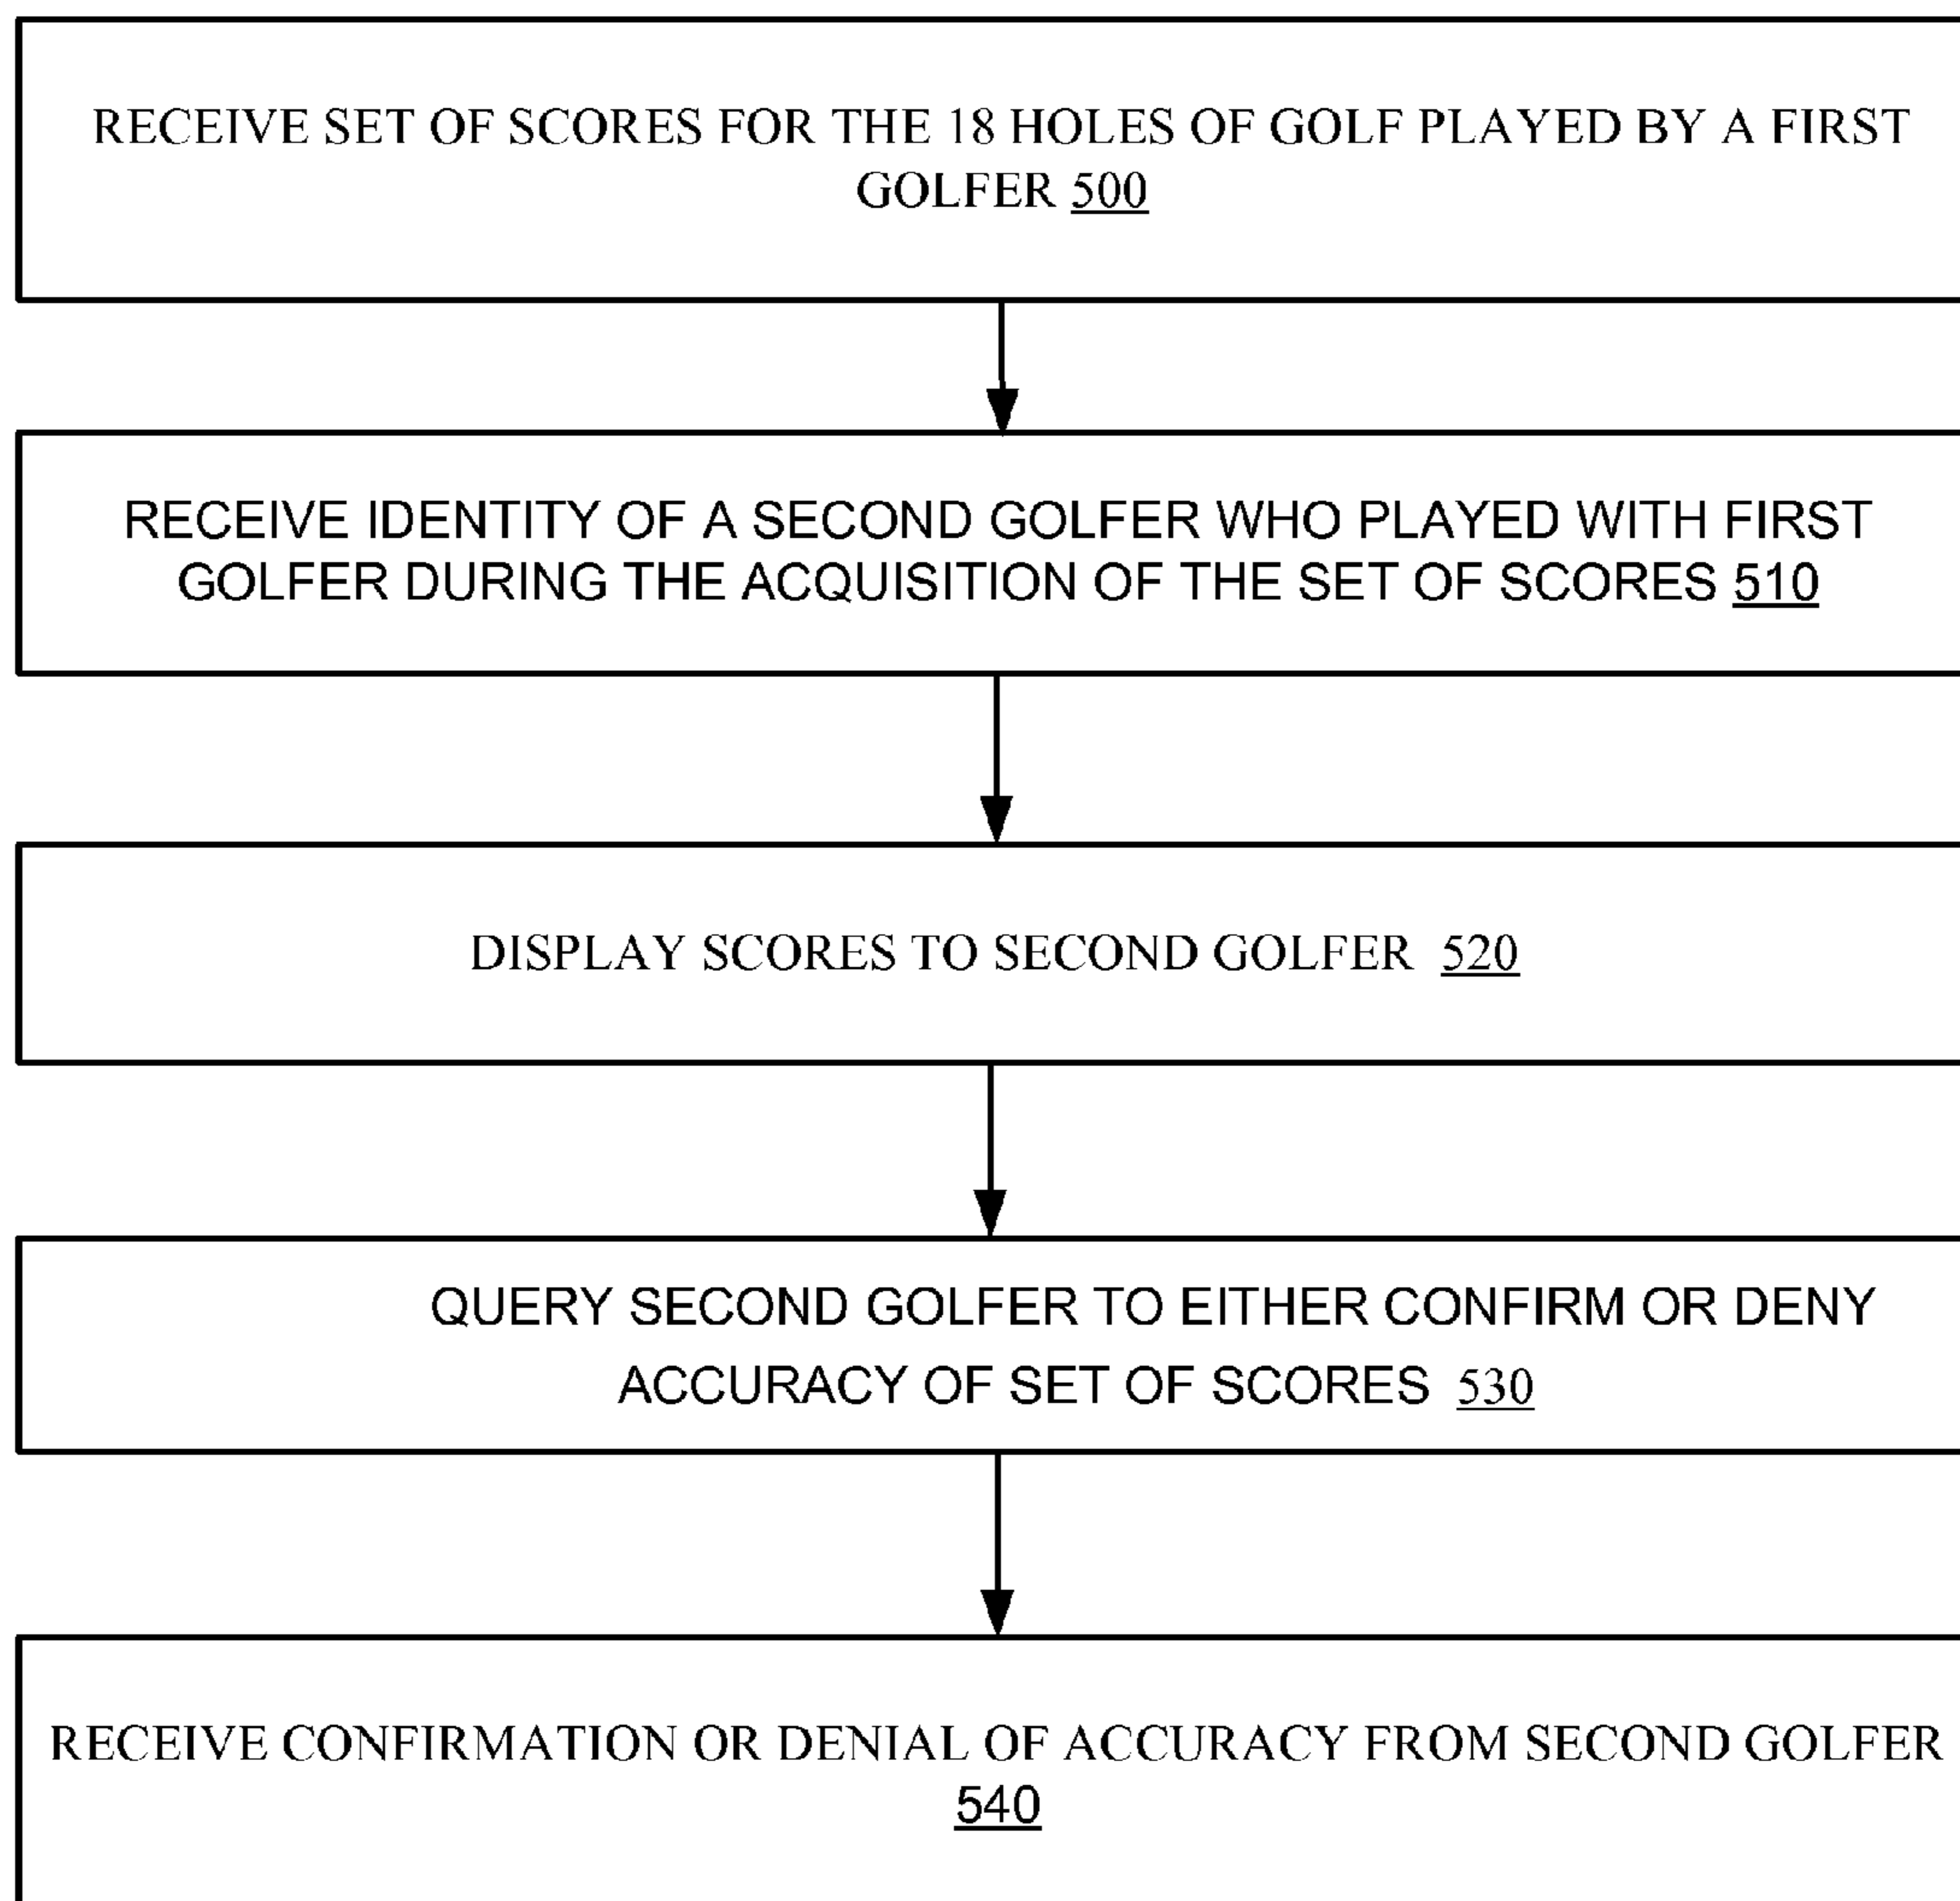 RECEIVE SET OF SCORES FOR THE 18 HOLES OF GOLF PLAYED BY A FIRST
GOLFER 500
RECEIVE IDENTITY OF A SECOND GOLFER WHO PLAYED WITH FIRST
GOLFER DURING THE ACQUISITION OF THE SET OF SCORES 510
DISPLAY SCORES TO SECOND GOLFER 520
QUERY SECOND GOLFER TO EITHER CONFIRM OR DENY
ACCURACY OF SET OF SCORES 530
RECEIVE CONFIRMATION OR DENIAL OF ACCURACY FROM SECOND GOLFER
540